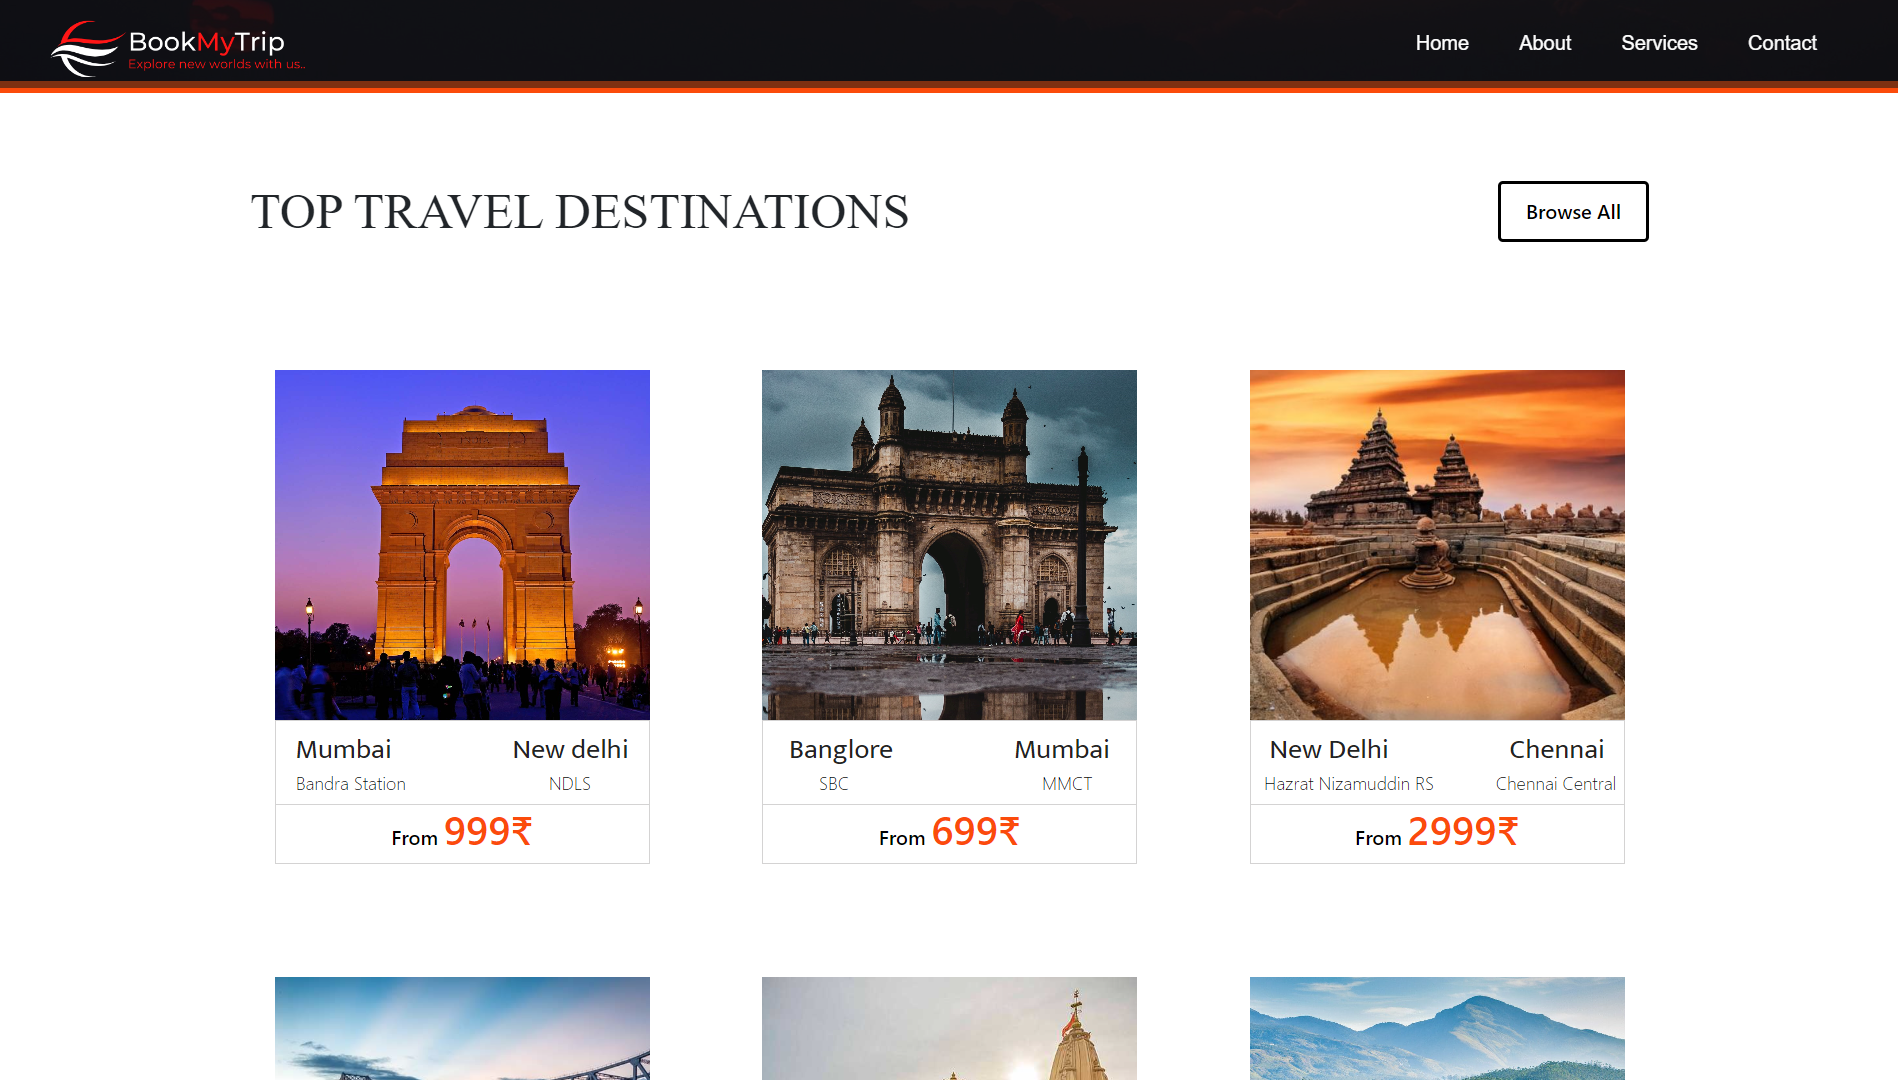 BookMyTrip
Explore new worlds with us..
Home About Services Contact
TOP TRAVEL DESTINATIONS
Browse All
Mumbai New delhi
Bandra Station NDLS
From 999₹
Banglore Mumbai
SBC MMCT
From 699₹
New Delhi Chennai
Hazrat Nizamuddin RS Chennai Central
From 2999₹